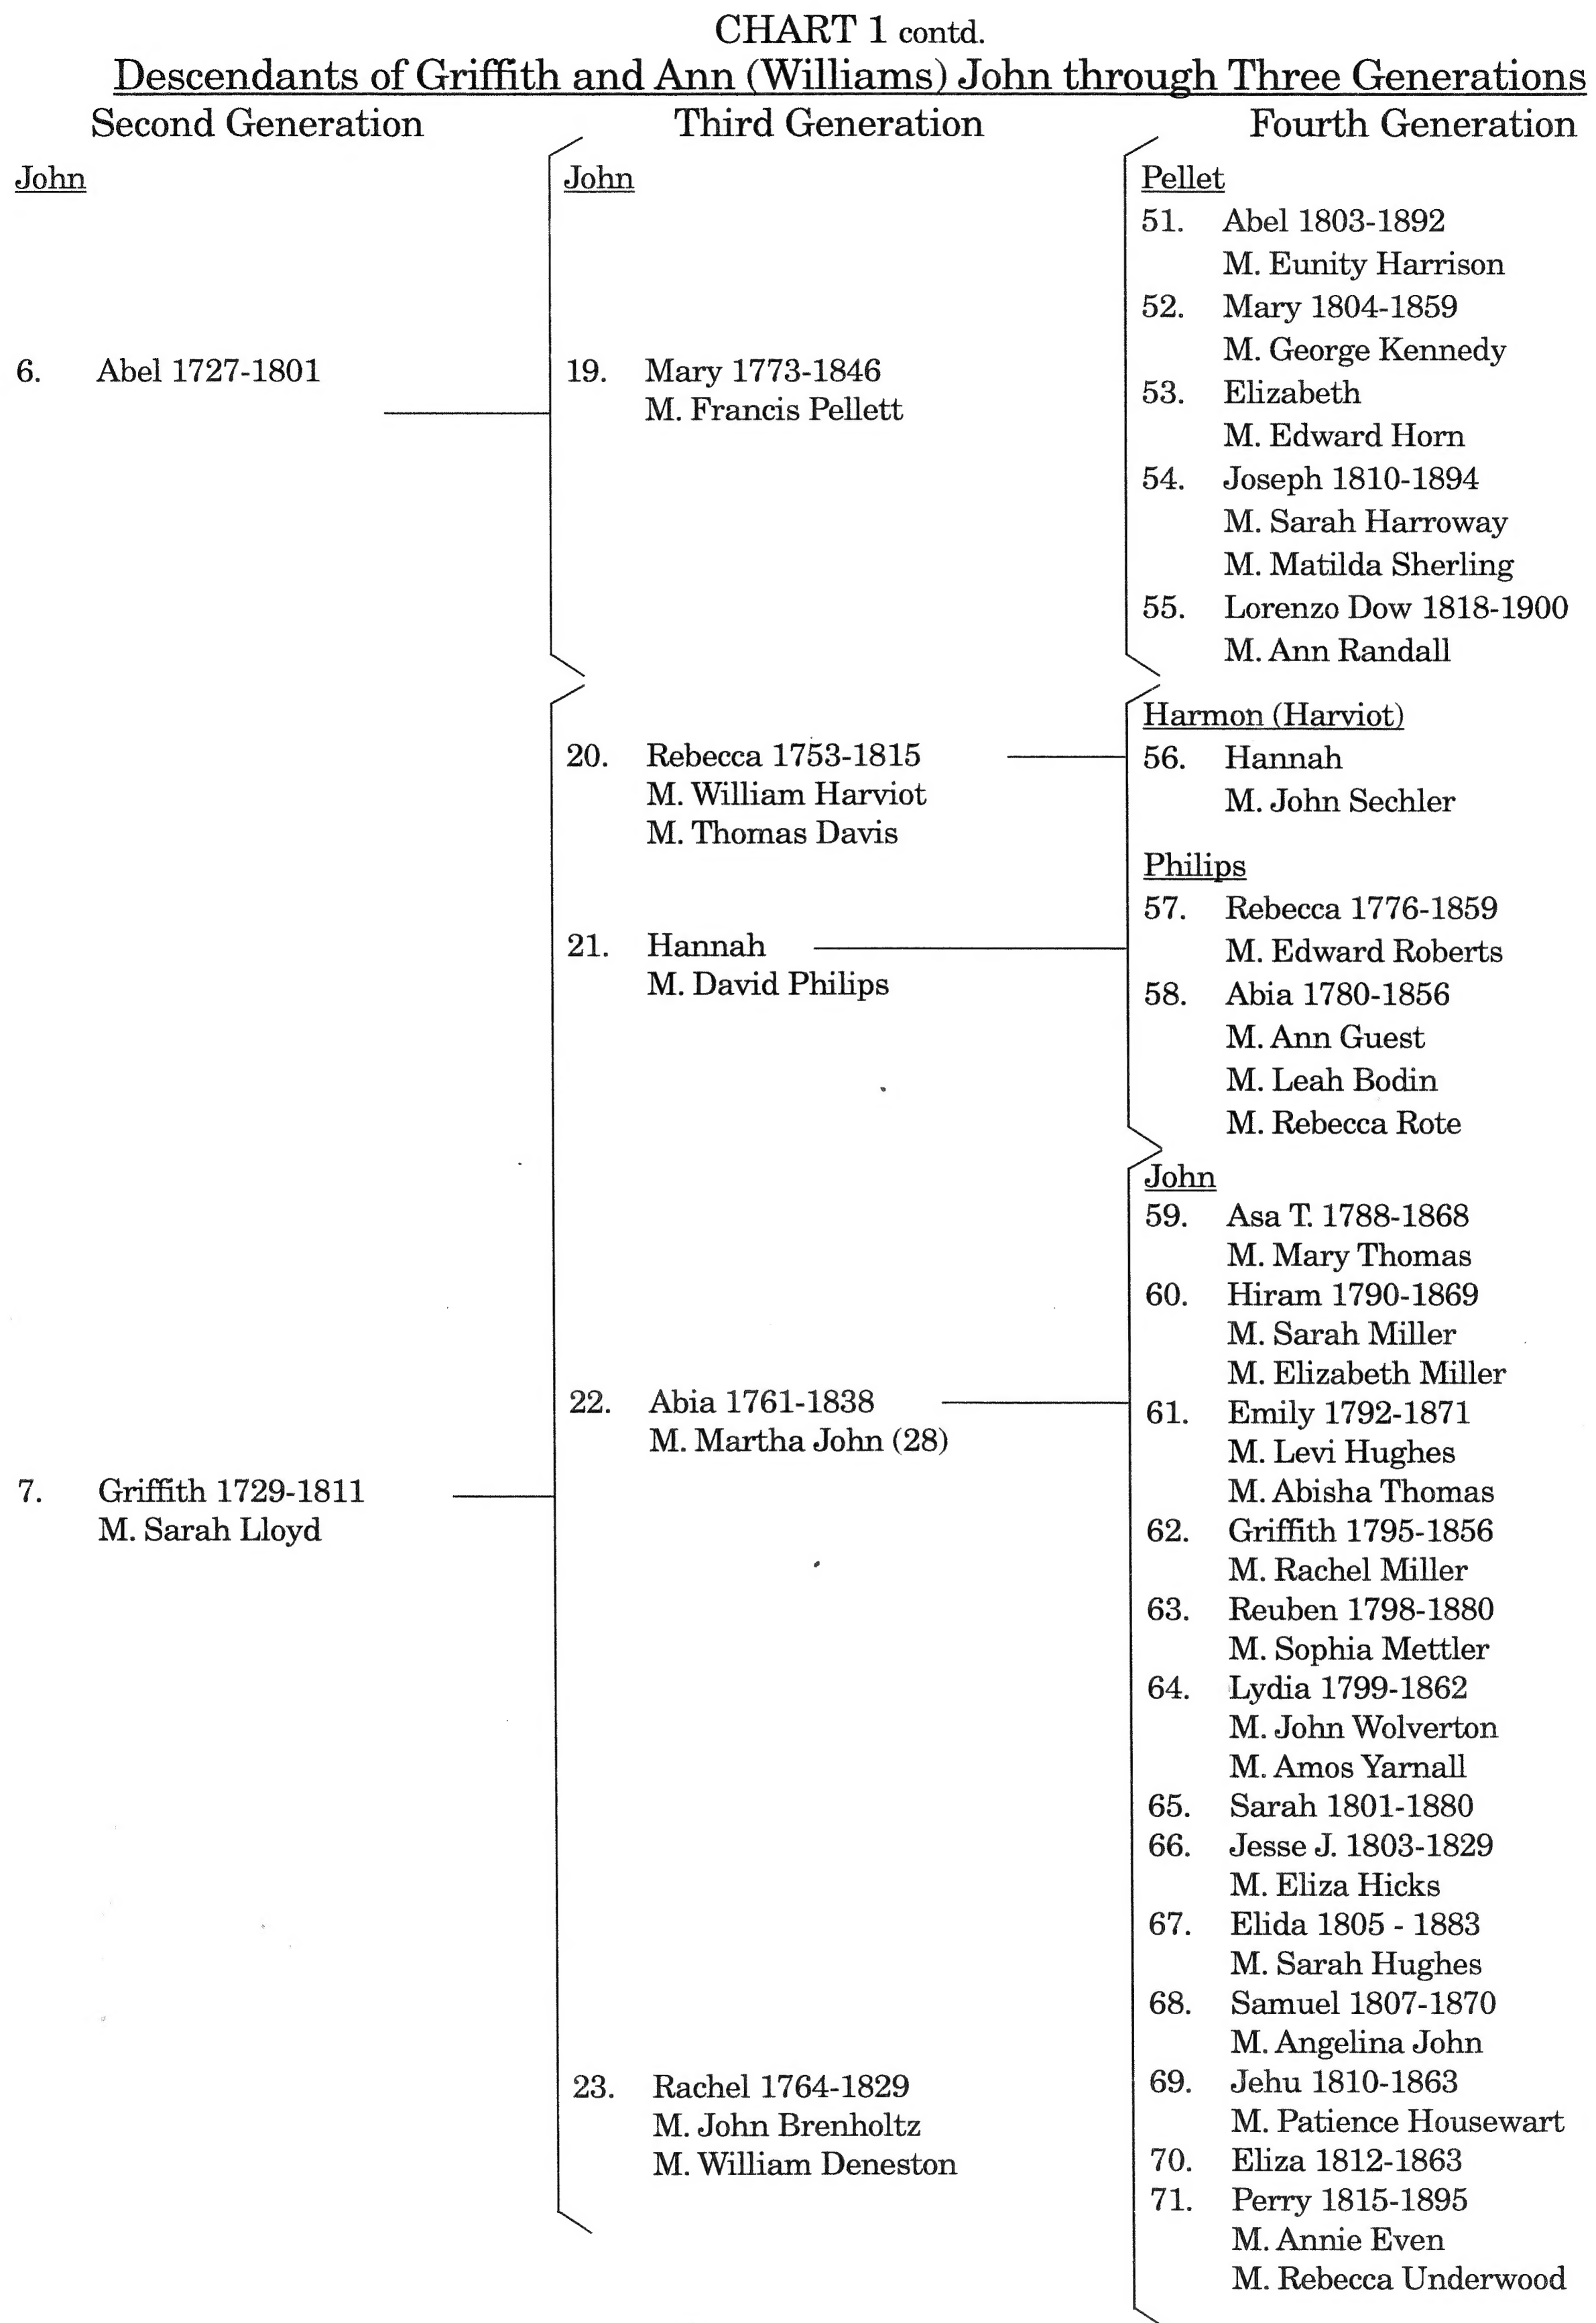 CHART 1 contd.
Descendants of Griffith and Ann (Williams) John through Three Generations
Second Generation
John
6. Abel 1727-1801
7. Griffith 1729-1811
M. Sarah Lloyd
Third Generation
John
19. Mary 1773-1846
M. Francis Pellett
20. Rebecca 1753-1815
M. William Harviot
M. Thomas Davis
21. Hannah
M. David Philips
22. Abia 1761-1838
M. Martha John (28)
23. Rachel 1764-1829
M. John Brenholtz
M. William Deneston
Fourth Generation
Pellet
51. Abel 1803-1892
M. Eunity Harrison
52. Mary 1804-1859
M. George Kennedy
53. Elizabeth
M. Edward Horn
54. Joseph 1810-1894
M. Sarah Harroway
M. Matilda Sherling
55. Lorenzo Dow 1818-1900
M. Ann Randall
Harmon (Harviot)
56. Hannah
M. John Sechler
Philips
57. Rebecca 1776-1859
M. Edward Roberts
58. Abia 1780-1856
M. Ann Guest
M. Leah Bodin
M. Rebecca Rote
John
59. Asa T. 1788-1868
M. Mary Thomas
60. Hiram 1790-1869
M. Sarah Miller
M. Elizabeth Miller
61. Emily 1792-1871
M. Levi Hughes
M. Abisha Thomas
62. Griffith 1795-1856
M. Rachel Miller
63. Reuben 1798-1880
M. Sophia Mettler
64. Lydia 1799-1862
M. John Wolverton
M. Amos Yarnall
65. Sarah 1801-1880
66. Jesse J. 1803-1829
M. Eliza Hicks
67. Elida 1805 - 1883
M. Sarah Hughes
68. Samuel 1807-1870
M. Angelina John
69. Jehu 1810-1863
M. Patience Housewart
70. Eliza 1812-1863
71. Perry 1815-1895
M. Annie Even
M. Rebecca Underwood